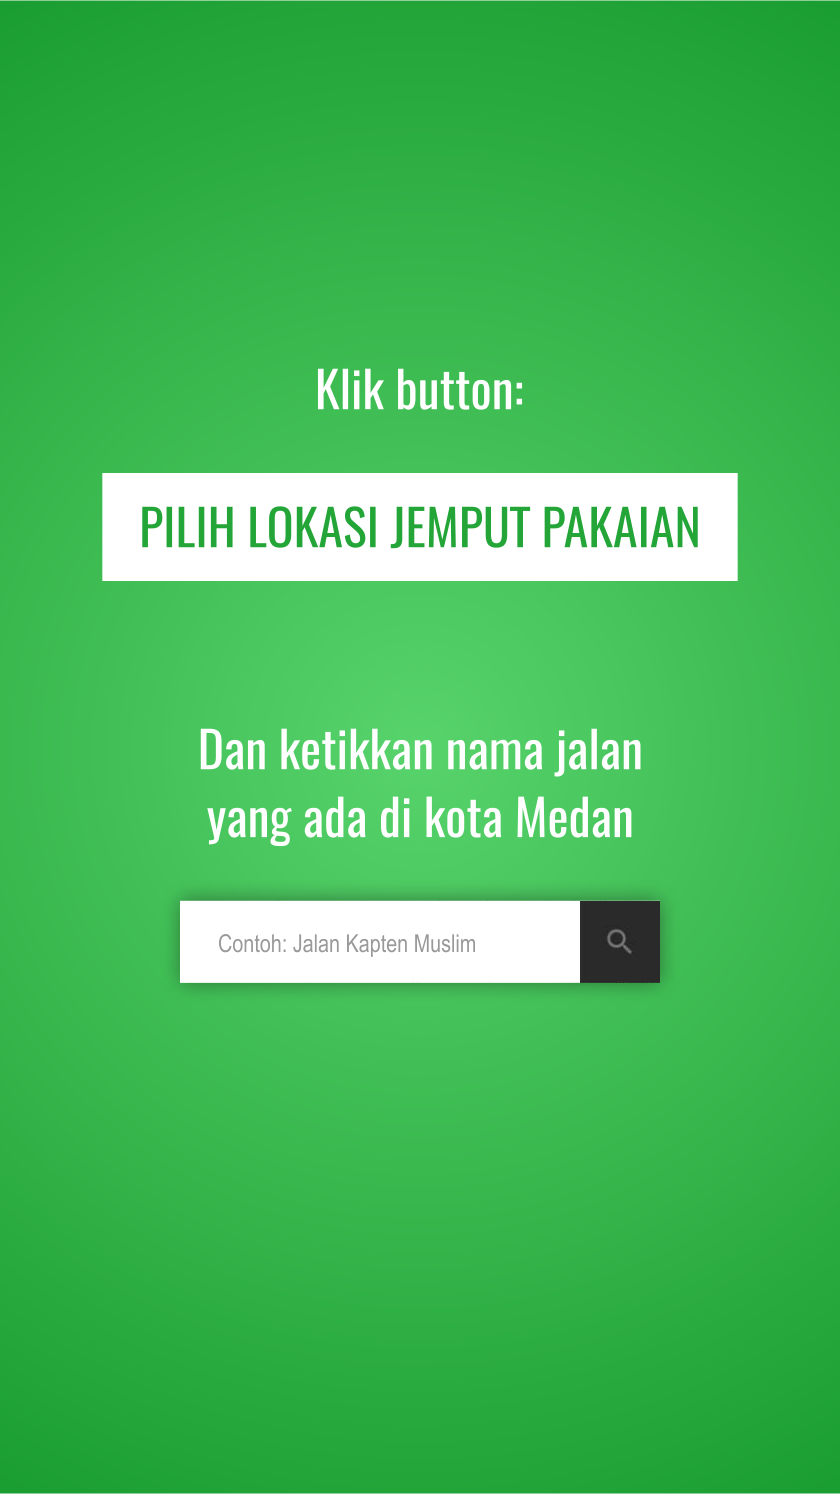 Klik button:
PILIH LOKASI JEMPUT PAKAIAN
Dan ketikkan nama jalan
yang ada di kota Medan
Contoh: Jalan Kapten Muslim